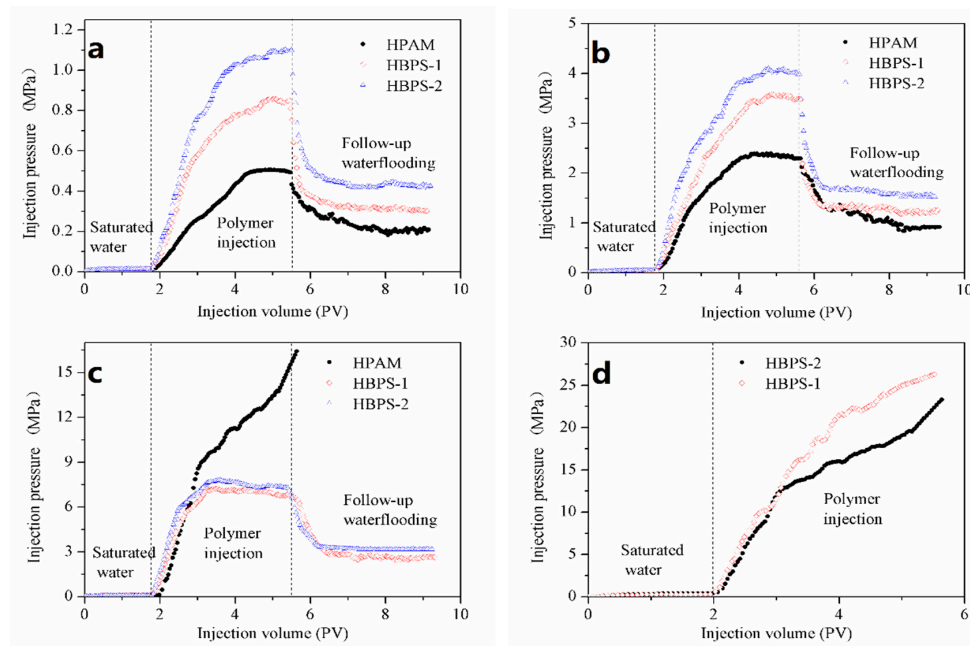 a
1.2
1.0
0.8
0.6
0.4
0.2
0.0
Injection pressure (MPa)
HPAM
HBPS-1
HBPS-2
Follow-up
waterflooding
Saturated
water
Polymer
injection
0 2 4 6 8 10
Injection volume (PV)
b
5
4
3
2
1
0
Injection pressure (MPa)
HPAM
HBPS-1
HBPS-2
Follow-up
waterflooding
Saturated
water
Polymer
injection
0 2 4 6 8 10
Injection volume (PV)
c
15
12
9
6
3
0
Injection pressure (MPa)
HPAM
HBPS-1
HBPS-2
Follow-up
waterflooding
Saturated
water
Polymer
injection
0 2 4 6 8 10
Injection volume (PV)
d
30
25
20
15
10
5
0
Injection pressure (MPa)
HBPS-2
HBPS-1
Polymer
injection
Saturated
water
0 2 4 6
Injection volume (PV)